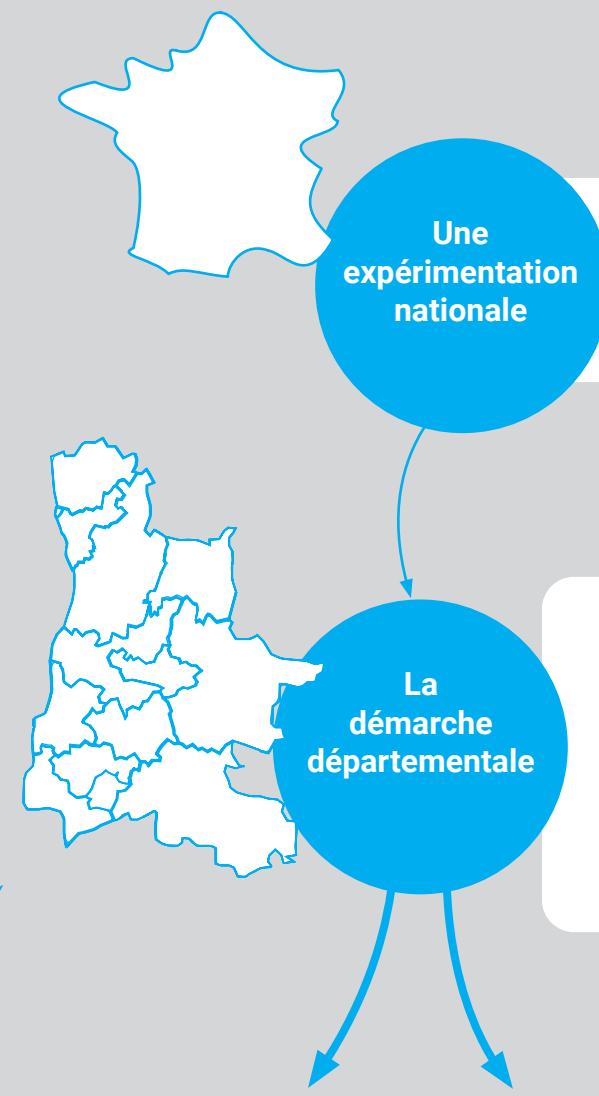 Une
expérimentation
nationale
La
démarche
départementale